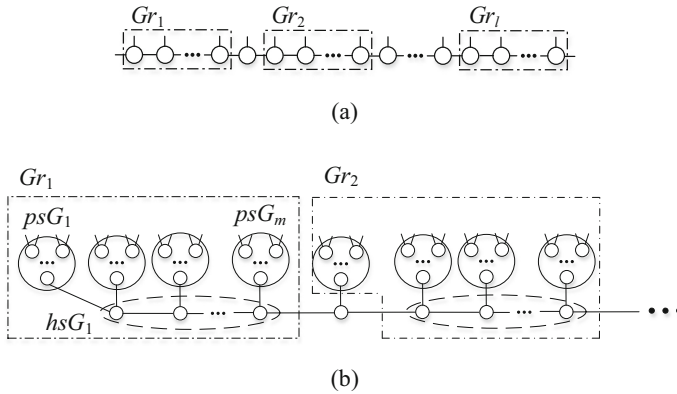 Gr₁ Gr₂ Grₗ
... ... ... ...
(a)
Gr₁ Gr₂
psG₁ psGₘ
... ... ... ... ... ... ... ...
hsG₁ ... ... ...
(b)